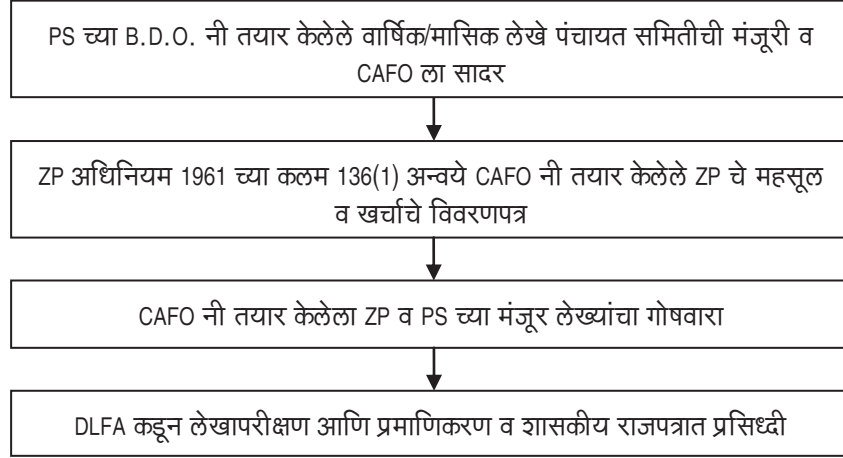 PS च्या B.D.O. नी तयार केलेले वार्षिक/मासिक लेखे पंचायत समितीची मंजूरी व
CAFO ला सादर
ZP अधिनियम 1961 च्या कलम 136(1) अन्वये CAFO नी तयार केलेले ZP चे महसूल
व खर्चाचे विवरणपत्र
CAFO नी तयार केलेला ZP व PS च्या मंजूर लेख्यांचा गोषवारा
DLFA कडून लेखापरीक्षण आणि प्रमाणिकरण व शासकीय राजपत्रात प्रसिध्दी